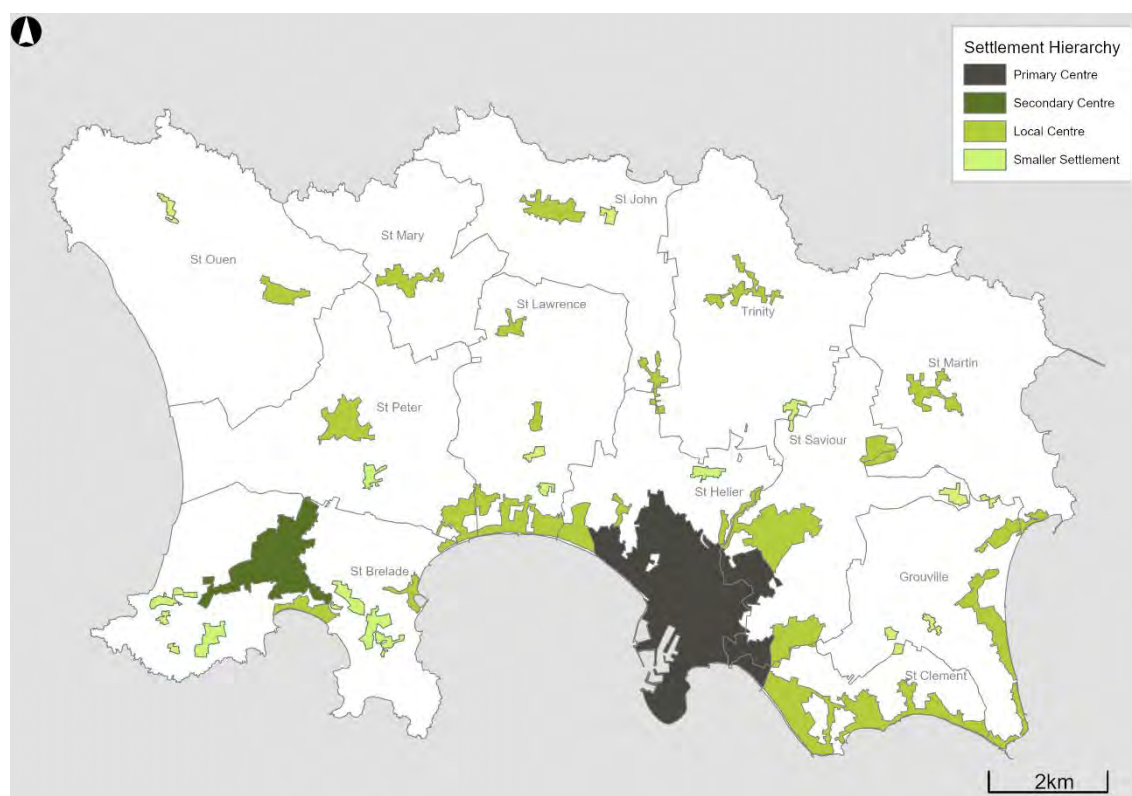 Settlement Hierarchy
Primary Centre
Secondary Centre
Local Centre
Smaller Settlement
St John
St Mary
St Ouen
St Lawrence
Trinity
St Martin
St Peter
St Saviour
St Helier
St Brelade
Grouville
St Clement
2km